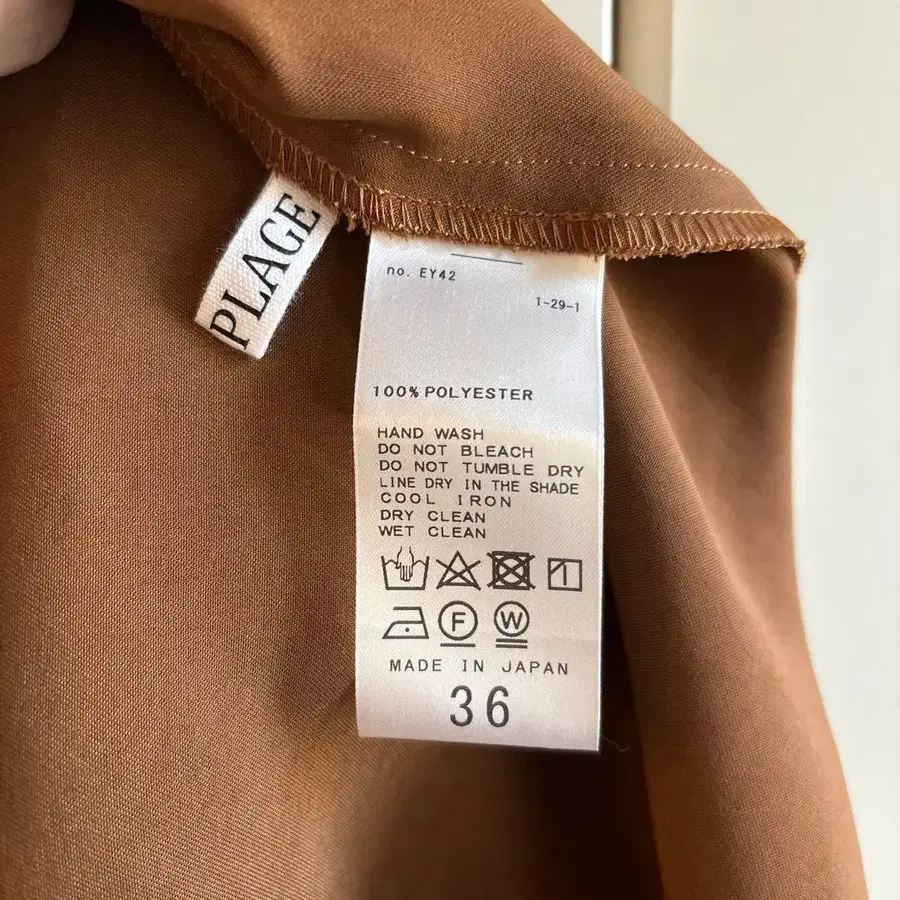 PLAGE
no. EY42
1-29-1
100% POLYESTER
HAND WASH
DO NOT BLEACH
DO NOT TUMBLE DRY
LINE DRY IN THE SHADE
COOL IRON
DRY CLEAN
WET CLEAN
F W
MADE IN JAPAN
36